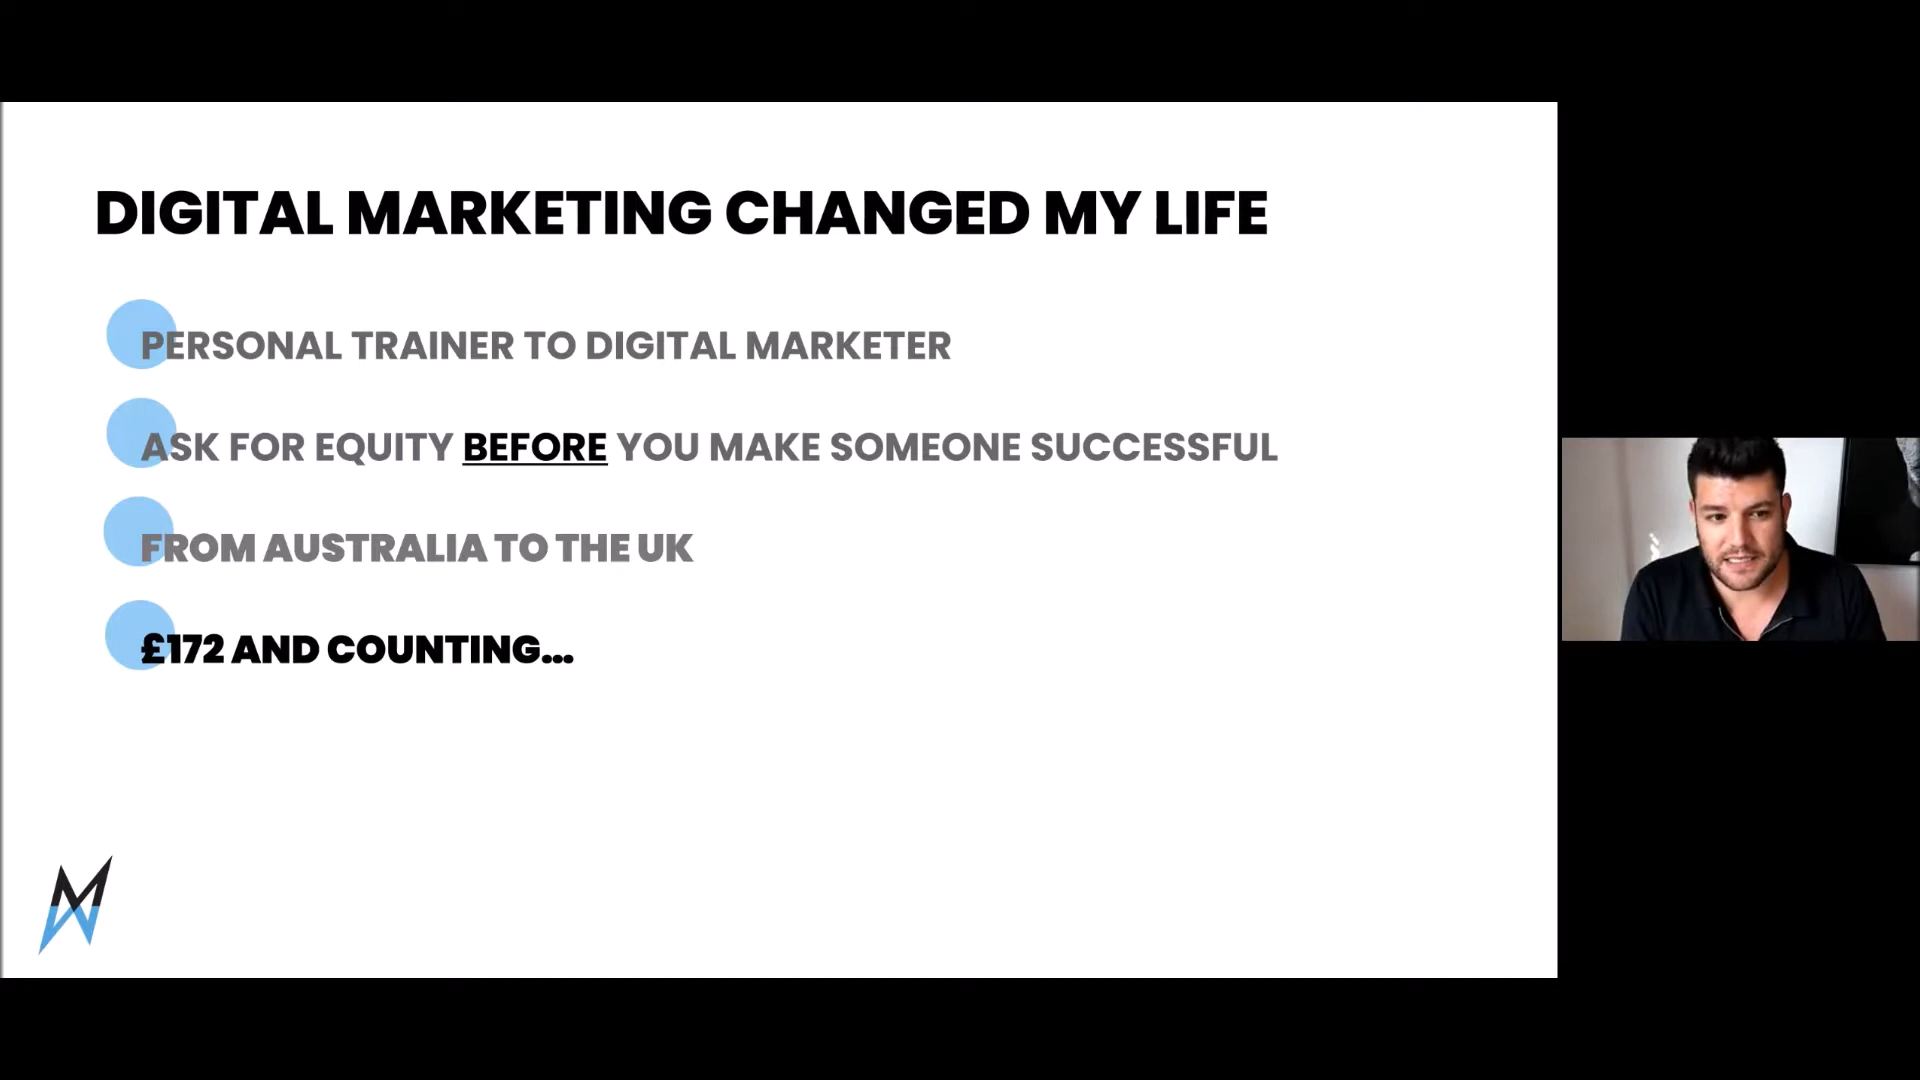 DIGITAL MARKETING CHANGED MY LIFE
PERSONAL TRAINER TO DIGITAL MARKETER
ASK FOR EQUITY BEFORE YOU MAKE SOMEONE SUCCESSFUL
FROM AUSTRALIA TO THE UK
£172 AND COUNTING...